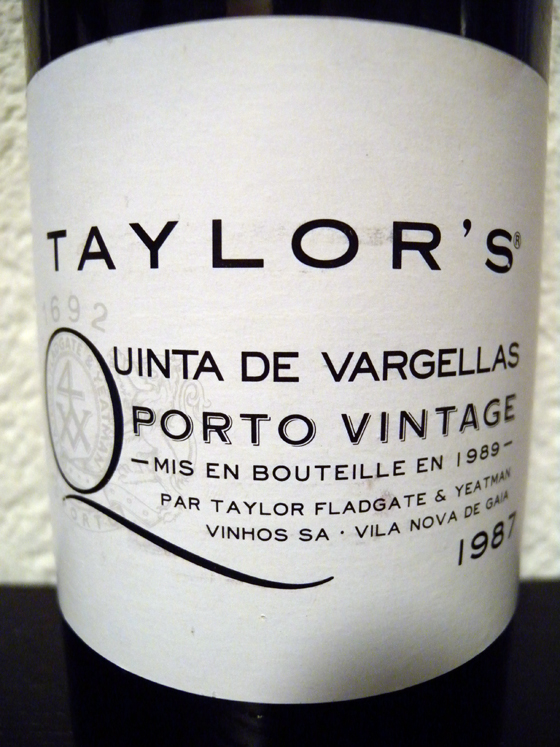 TAYLOR'S®
1692
QUINTA DE VARGELLAS
PORTO VINTAGE
—MIS EN BOUTEILLE EN 1989—
PAR TAYLOR FLADGATE & YEATMAN
VINHOS SA · VILA NOVA DE GAIA
1987